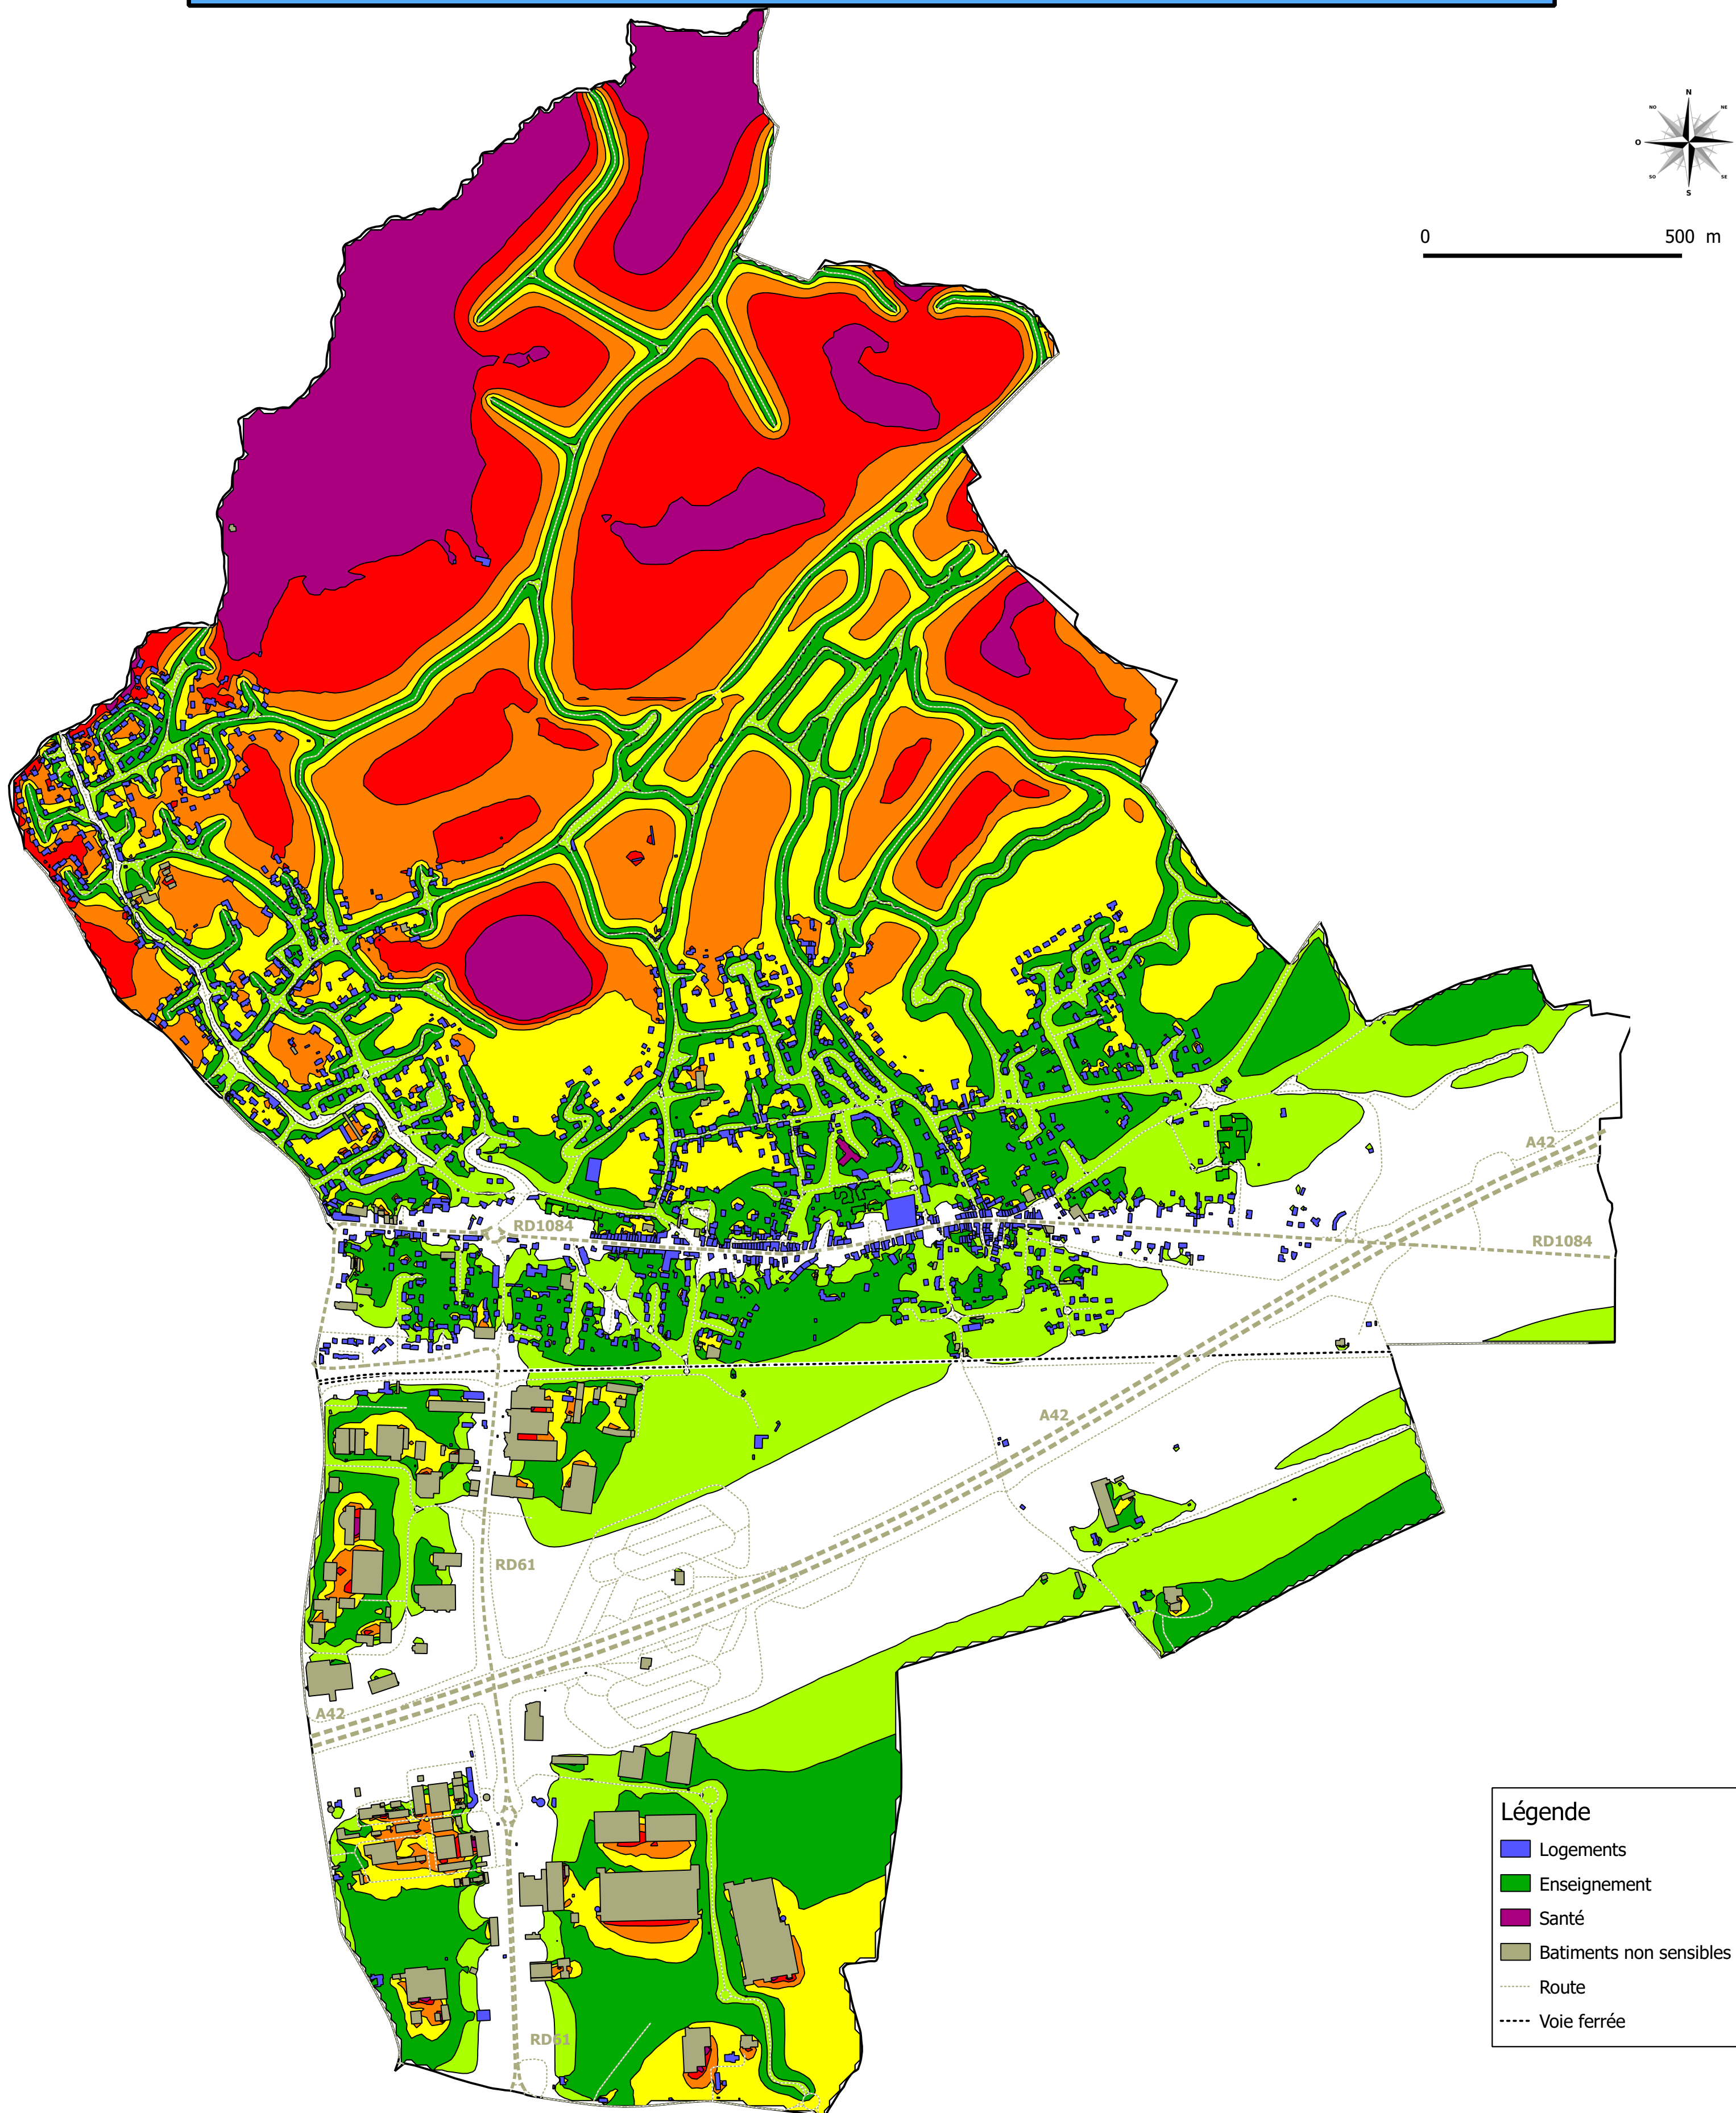 N
NO NE
O
SO SE
S
0 500 m
RD1084
A42
RD1084
A42
RD61
A42
RD61
Légende
Logements
Enseignement
Santé
Batiments non sensibles
Route
Voie ferrée